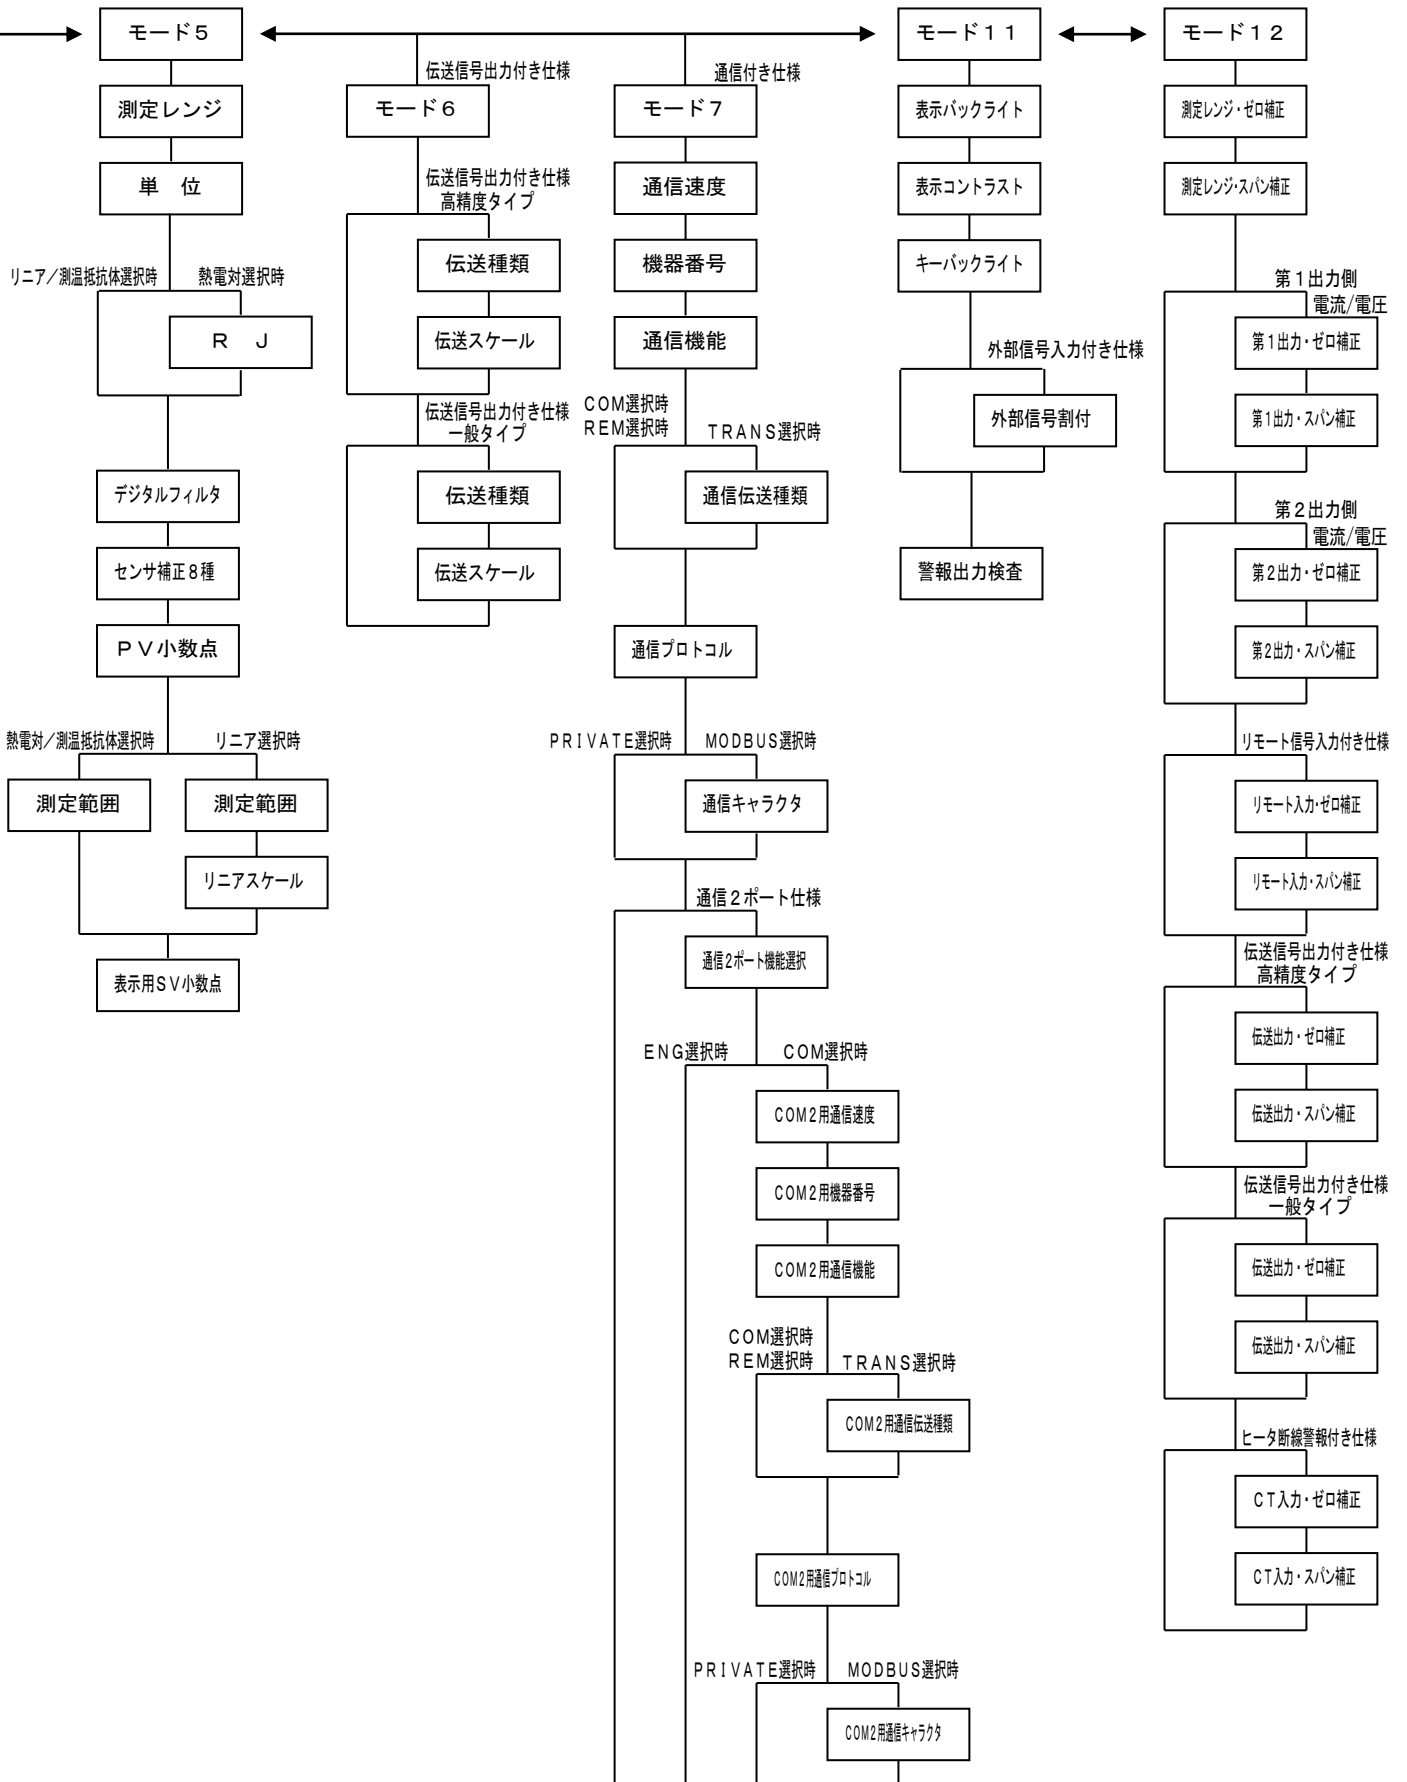 モード５
測定レンジ
単　位
リニア／測温抵抗体選択時
熱電対選択時
Ｒ　Ｊ
デジタルフィルタ
センサ補正８種
ＰＶ小数点
熱電対／測温抵抗体選択時
リニア選択時
測定範囲
測定範囲
リニアスケール
表示用ＳＶ小数点
伝送信号出力付き仕様
モード６
伝送信号出力付き仕様
高精度タイプ
伝送種類
伝送スケール
伝送信号出力付き仕様
一般タイプ
伝送種類
伝送スケール
通信付き仕様
モード７
通信速度
機器番号
通信機能
ＣＯＭ選択時
ＲＥＭ選択時
ＴＲＡＮＳ選択時
通信伝送種類
通信プロトコル
ＰＲＩＶＡＴＥ選択時
ＭＯＤＢＵＳ選択時
通信キャラクタ
通信２ポート仕様
通信２ポート機能選択
ＥＮＧ選択時
ＣＯＭ選択時
ＣＯＭ２用通信速度
ＣＯＭ２用機器番号
ＣＯＭ２用通信機能
ＣＯＭ選択時
ＲＥＭ選択時
ＴＲＡＮＳ選択時
ＣＯＭ２用通信伝送種類
ＣＯＭ２用通信プロトコル
ＰＲＩＶＡＴＥ選択時
ＭＯＤＢＵＳ選択時
ＣＯＭ２用通信キャラクタ
モード１１
表示バックライト
表示コントラスト
キーバックライト
外部信号入力付き仕様
外部信号割付
警報出力検査
モード１２
測定レンジ・ゼロ補正
測定レンジ・スパン補正
第１出力側
電流/電圧
第１出力・ゼロ補正
第１出力・スパン補正
第２出力側
電流/電圧
第２出力・ゼロ補正
第２出力・スパン補正
リモート信号入力付き仕様
リモート入力・ゼロ補正
リモート入力・スパン補正
伝送信号出力付き仕様
高精度タイプ
伝送出力・ゼロ補正
伝送出力・スパン補正
伝送信号出力付き仕様
一般タイプ
伝送出力・ゼロ補正
伝送出力・スパン補正
ヒータ断線警報付き仕様
ＣＴ入力・ゼロ補正
ＣＴ入力・スパン補正